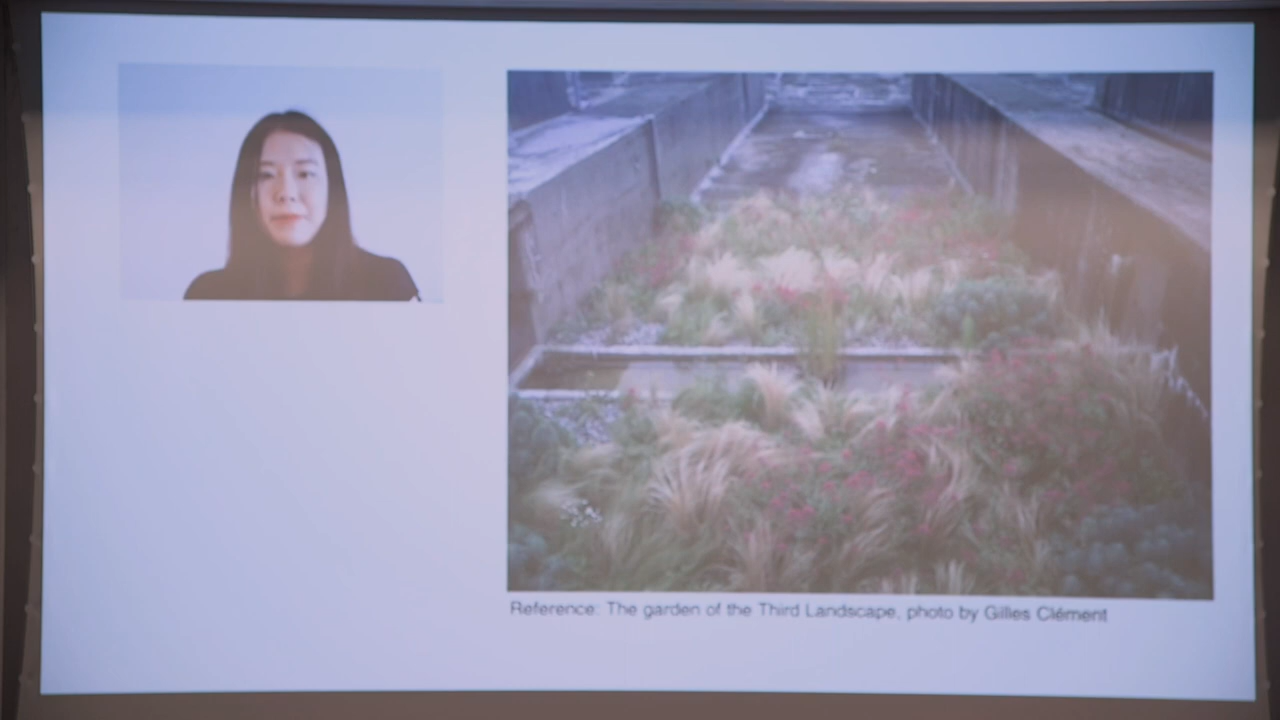 Reference: The garden of the Third Landscape, photo by Gilles Clément